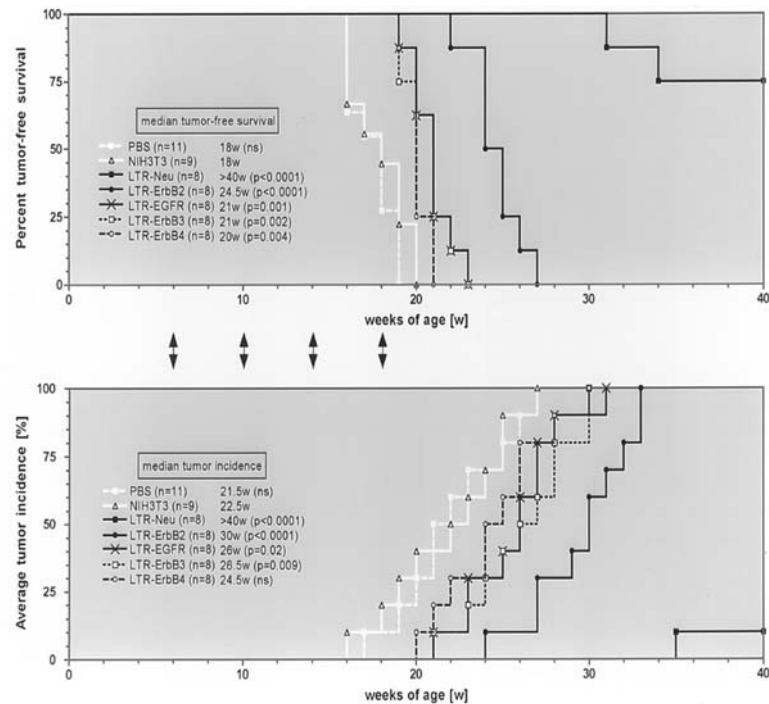 Percent tumor-free survival
100
75
50
25
0
median tumor-free survival
PBS (n=11) 18w (ns)
NIH3T3 (n=9) 18w
LTR-Neu (n=8) >40w (p<0.0001)
LTR-ErbB2 (n=8) 24.5w (p<0.0001)
LTR-EGFR (n=8) 21w (p=0.001)
LTR-ErbB3 (n=8) 21w (p=0.002)
LTR-ErbB4 (n=8) 20w (p=0.004)
0 10 20 30 40
weeks of age [w]
Average tumor incidence [%]
100
75
50
25
0
median tumor incidence
PBS (n=11) 21.5w (ns)
NIH3T3 (n=9) 22.5w
LTR-Neu (n=8) >40w (p<0.0001)
LTR-ErbB2 (n=8) 30w (p<0.0001)
LTR-EGFR (n=8) 26w (p=0.02)
LTR-ErbB3 (n=8) 26.5w (p=0.009)
LTR-ErbB4 (n=8) 24.5w (ns)
0 10 20 30 40
weeks of age [w]